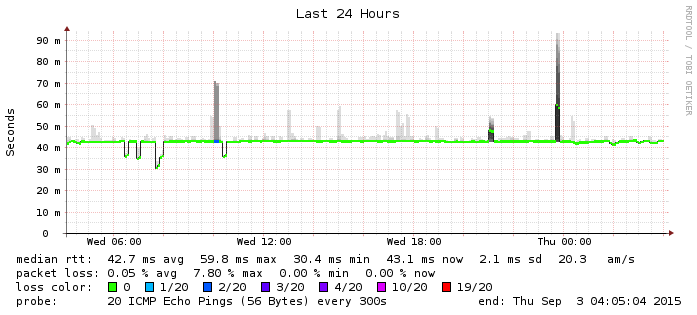 Last 24 Hours
RRDTOOL / TOBI OETIKER
Seconds
90 m
80 m
70 m
60 m
50 m
40 m
30 m
20 m
10 m
0
Wed 06:00 Wed 12:00 Wed 18:00 Thu 00:00
median rtt: 42.7 ms avg 59.8 ms max 30.4 ms min 43.1 ms now 2.1 ms sd 20.3 am/s
packet loss: 0.05 % avg 7.80 % max 0.00 % min 0.00 % now
loss color: 0 1/20 2/20 3/20 4/20 10/20 19/20
probe: 20 ICMP Echo Pings (56 Bytes) every 300s end: Thu Sep 3 04:05:04 2015